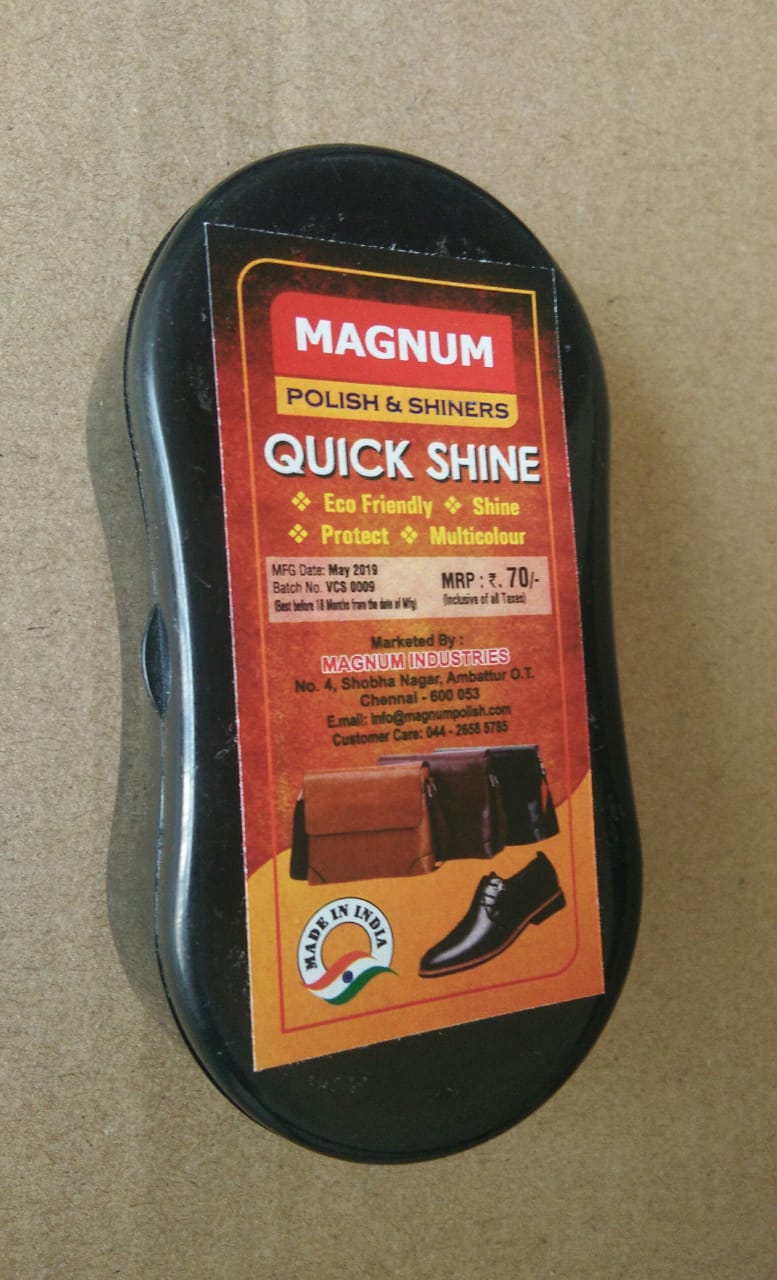 MAGNUM
POLISH & SHINERS
QUICK SHINE
❖ Eco Friendly ❖ Shine
❖ Protect ❖ Multicolour
MFG Date: May 2019
Batch No. VCS 0009
(Best before 18 Months from the date of Mfg)
MRP : ₹. 70/-
(Inclusive of all Taxes)
Marketed By :
MAGNUM INDUSTRIES
No. 4, Shobha Nagar, Ambattur O.T.
Chennai - 600 053
E.mail: info@magnumpolish.com
Customer Care: 044 - 2658 5785
MADE IN INDIA